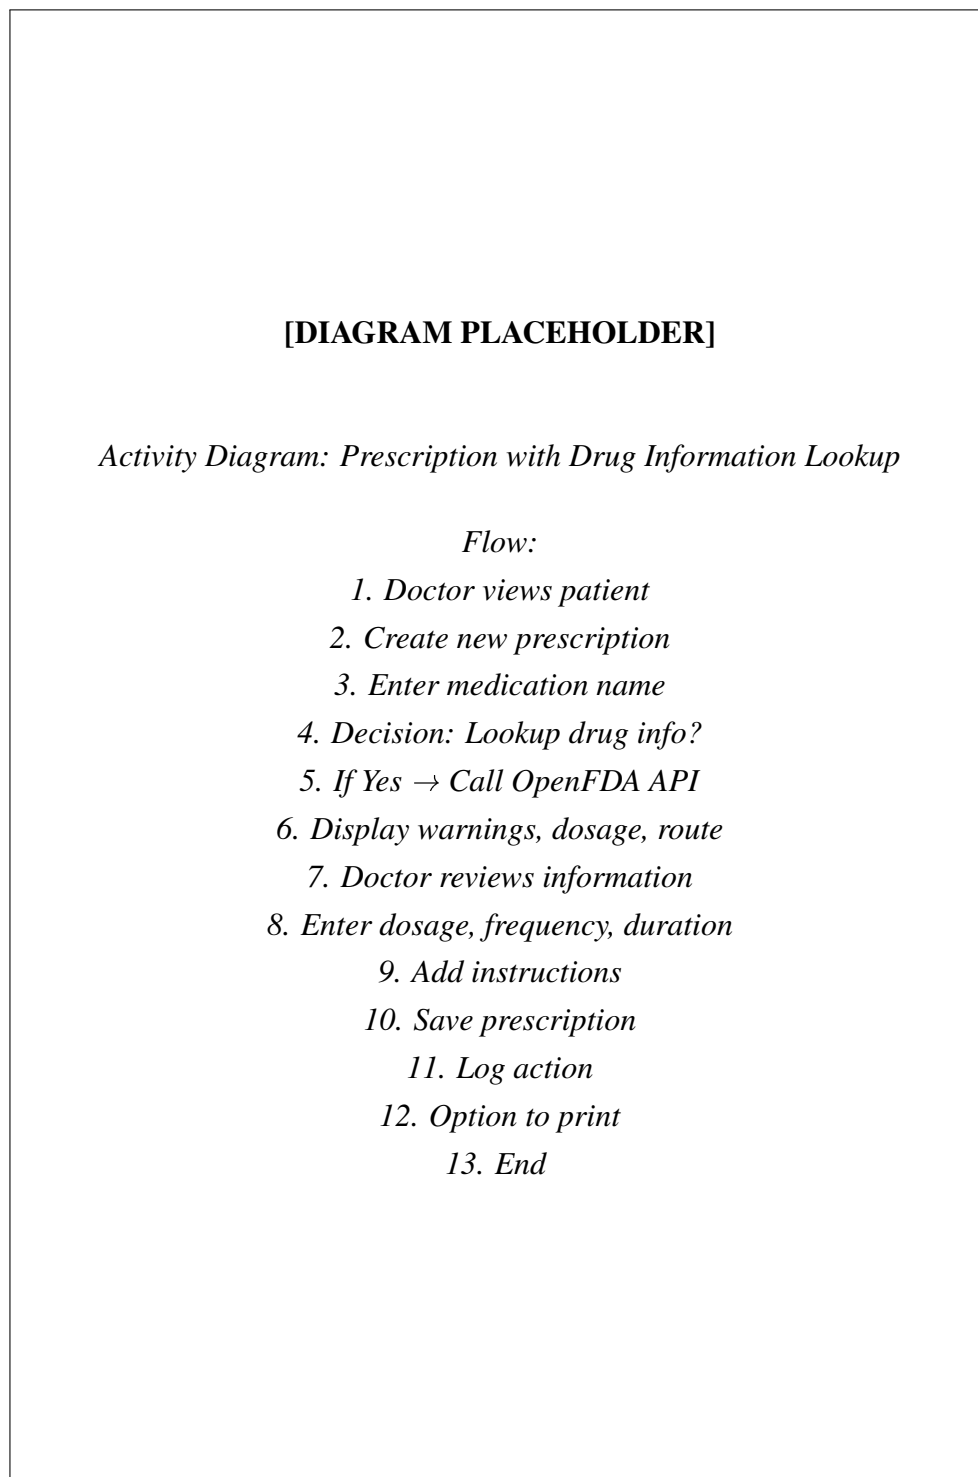 [DIAGRAM PLACEHOLDER]
Activity Diagram: Prescription with Drug Information Lookup
Flow:
1. Doctor views patient
2. Create new prescription
3. Enter medication name
4. Decision: Lookup drug info?
5. If Yes → Call OpenFDA API
6. Display warnings, dosage, route
7. Doctor reviews information
8. Enter dosage, frequency, duration
9. Add instructions
10. Save prescription
11. Log action
12. Option to print
13. End